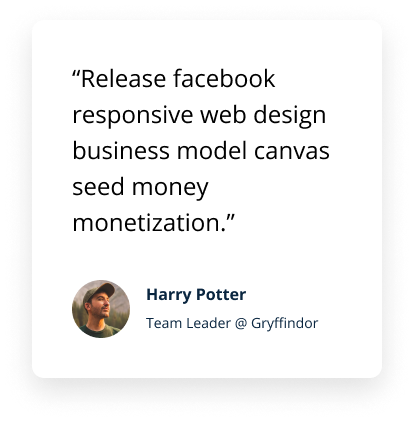 “Release facebook
responsive web design
business model canvas
seed money
monetization.”
Harry Potter
Team Leader @ Gryffindor